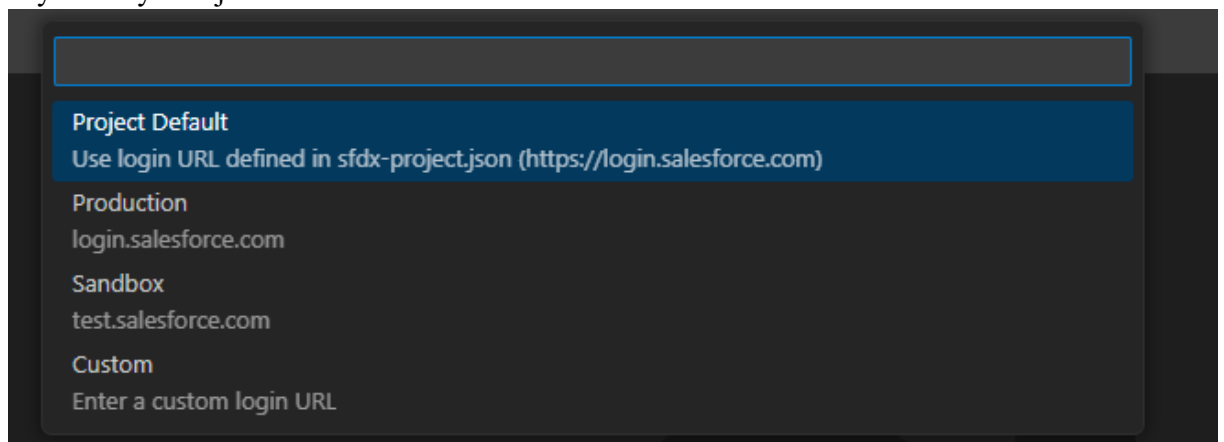 Project Default
Use login URL defined in sfdx-project.json (https://login.salesforce.com)
Production
login.salesforce.com
Sandbox
test.salesforce.com
Custom
Enter a custom login URL